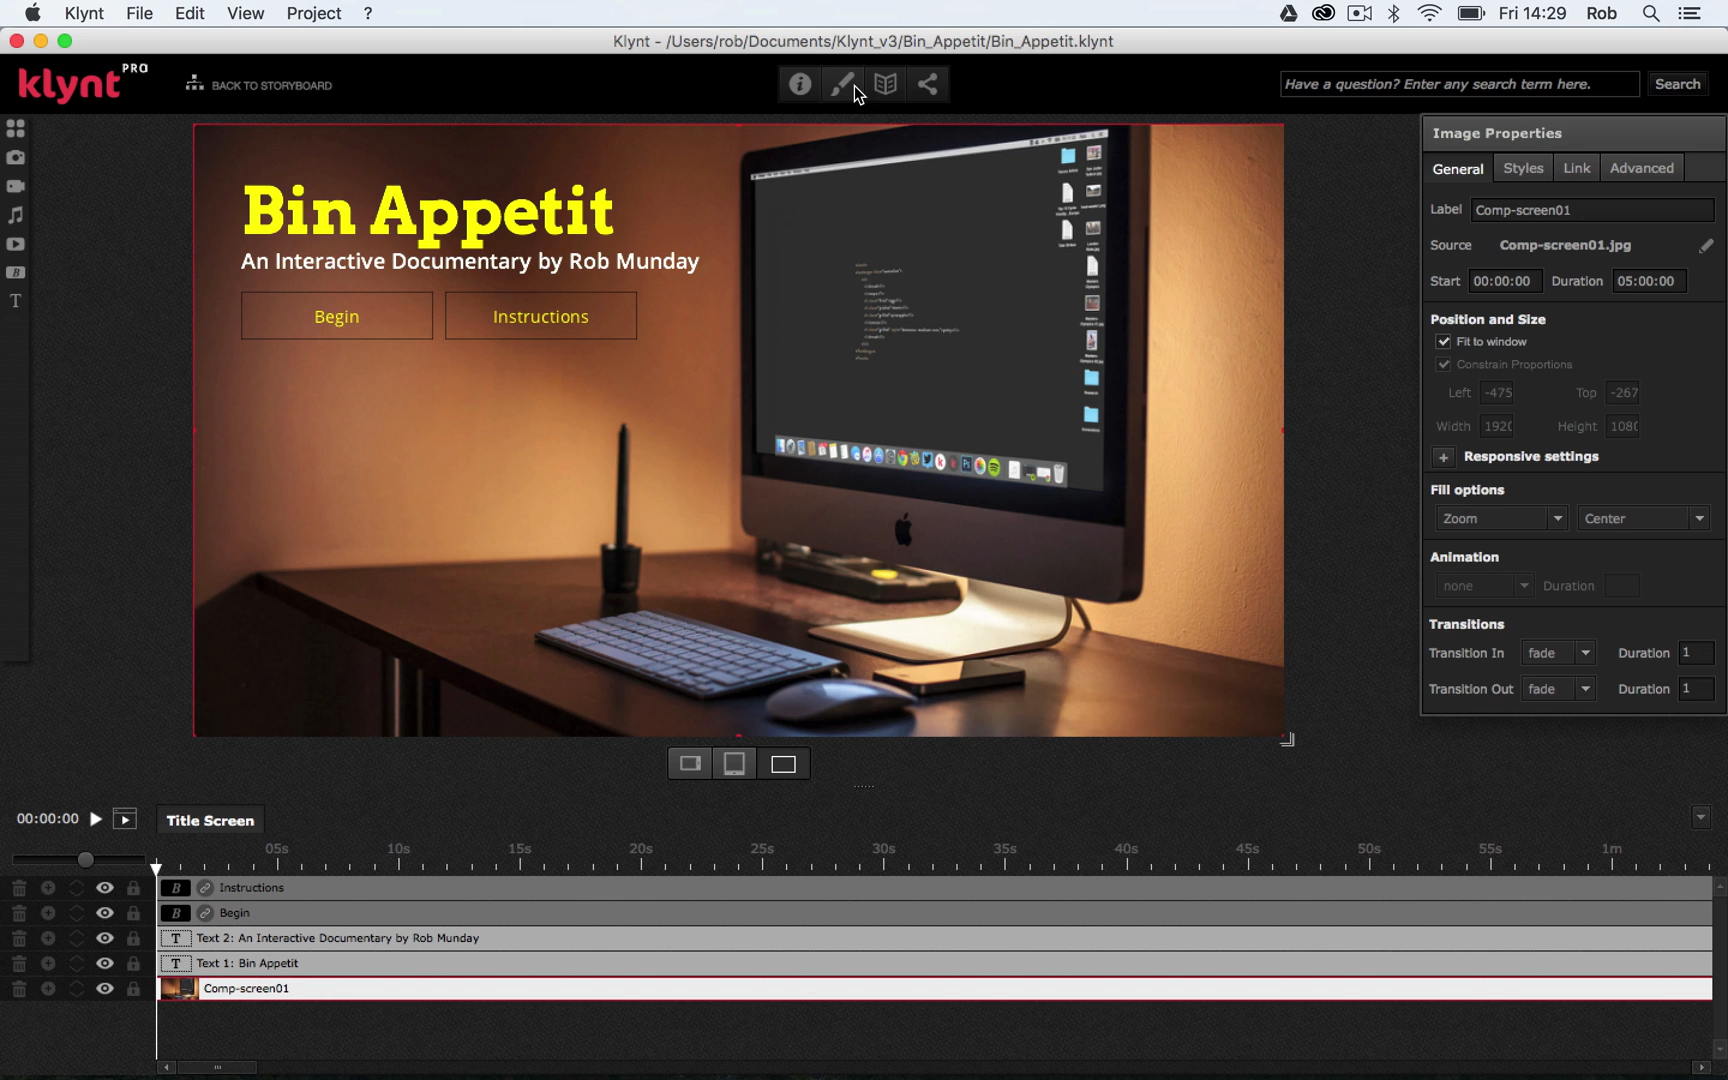 Klynt File Edit View Project ?
Fri 14:29 Rob
Klynt - /Users/rob/Documents/Klynt_v3/Bin_Appetit/Bin_Appetit.klynt
klynt PRO
BACK TO STORYBOARD
Have a question? Enter any search term here.
Search
Bin Appetit
An Interactive Documentary by Rob Munday
Begin
Instructions
Image Properties
General Styles Link Advanced
Label Comp-screen01
Source Comp-screen01.jpg
Start 00:00:00 Duration 05:00:00
Position and Size
Fit to window
Constrain Proportions
Left -475 Top -267
Width 192( Height 108(
+ Responsive settings
Fill options
Zoom Center
Animation
none Duration
Transitions
Transition In fade Duration 1
Transition Out fade Duration 1
B
T
00:00:00
Title Screen
05s 10s 15s 20s 25s 30s 35s 40s 45s 50s 55s 1m
B Instructions
B Begin
T Text 2: An Interactive Documentary by Rob Munday
T Text 1: Bin Appetit
Comp-screen01